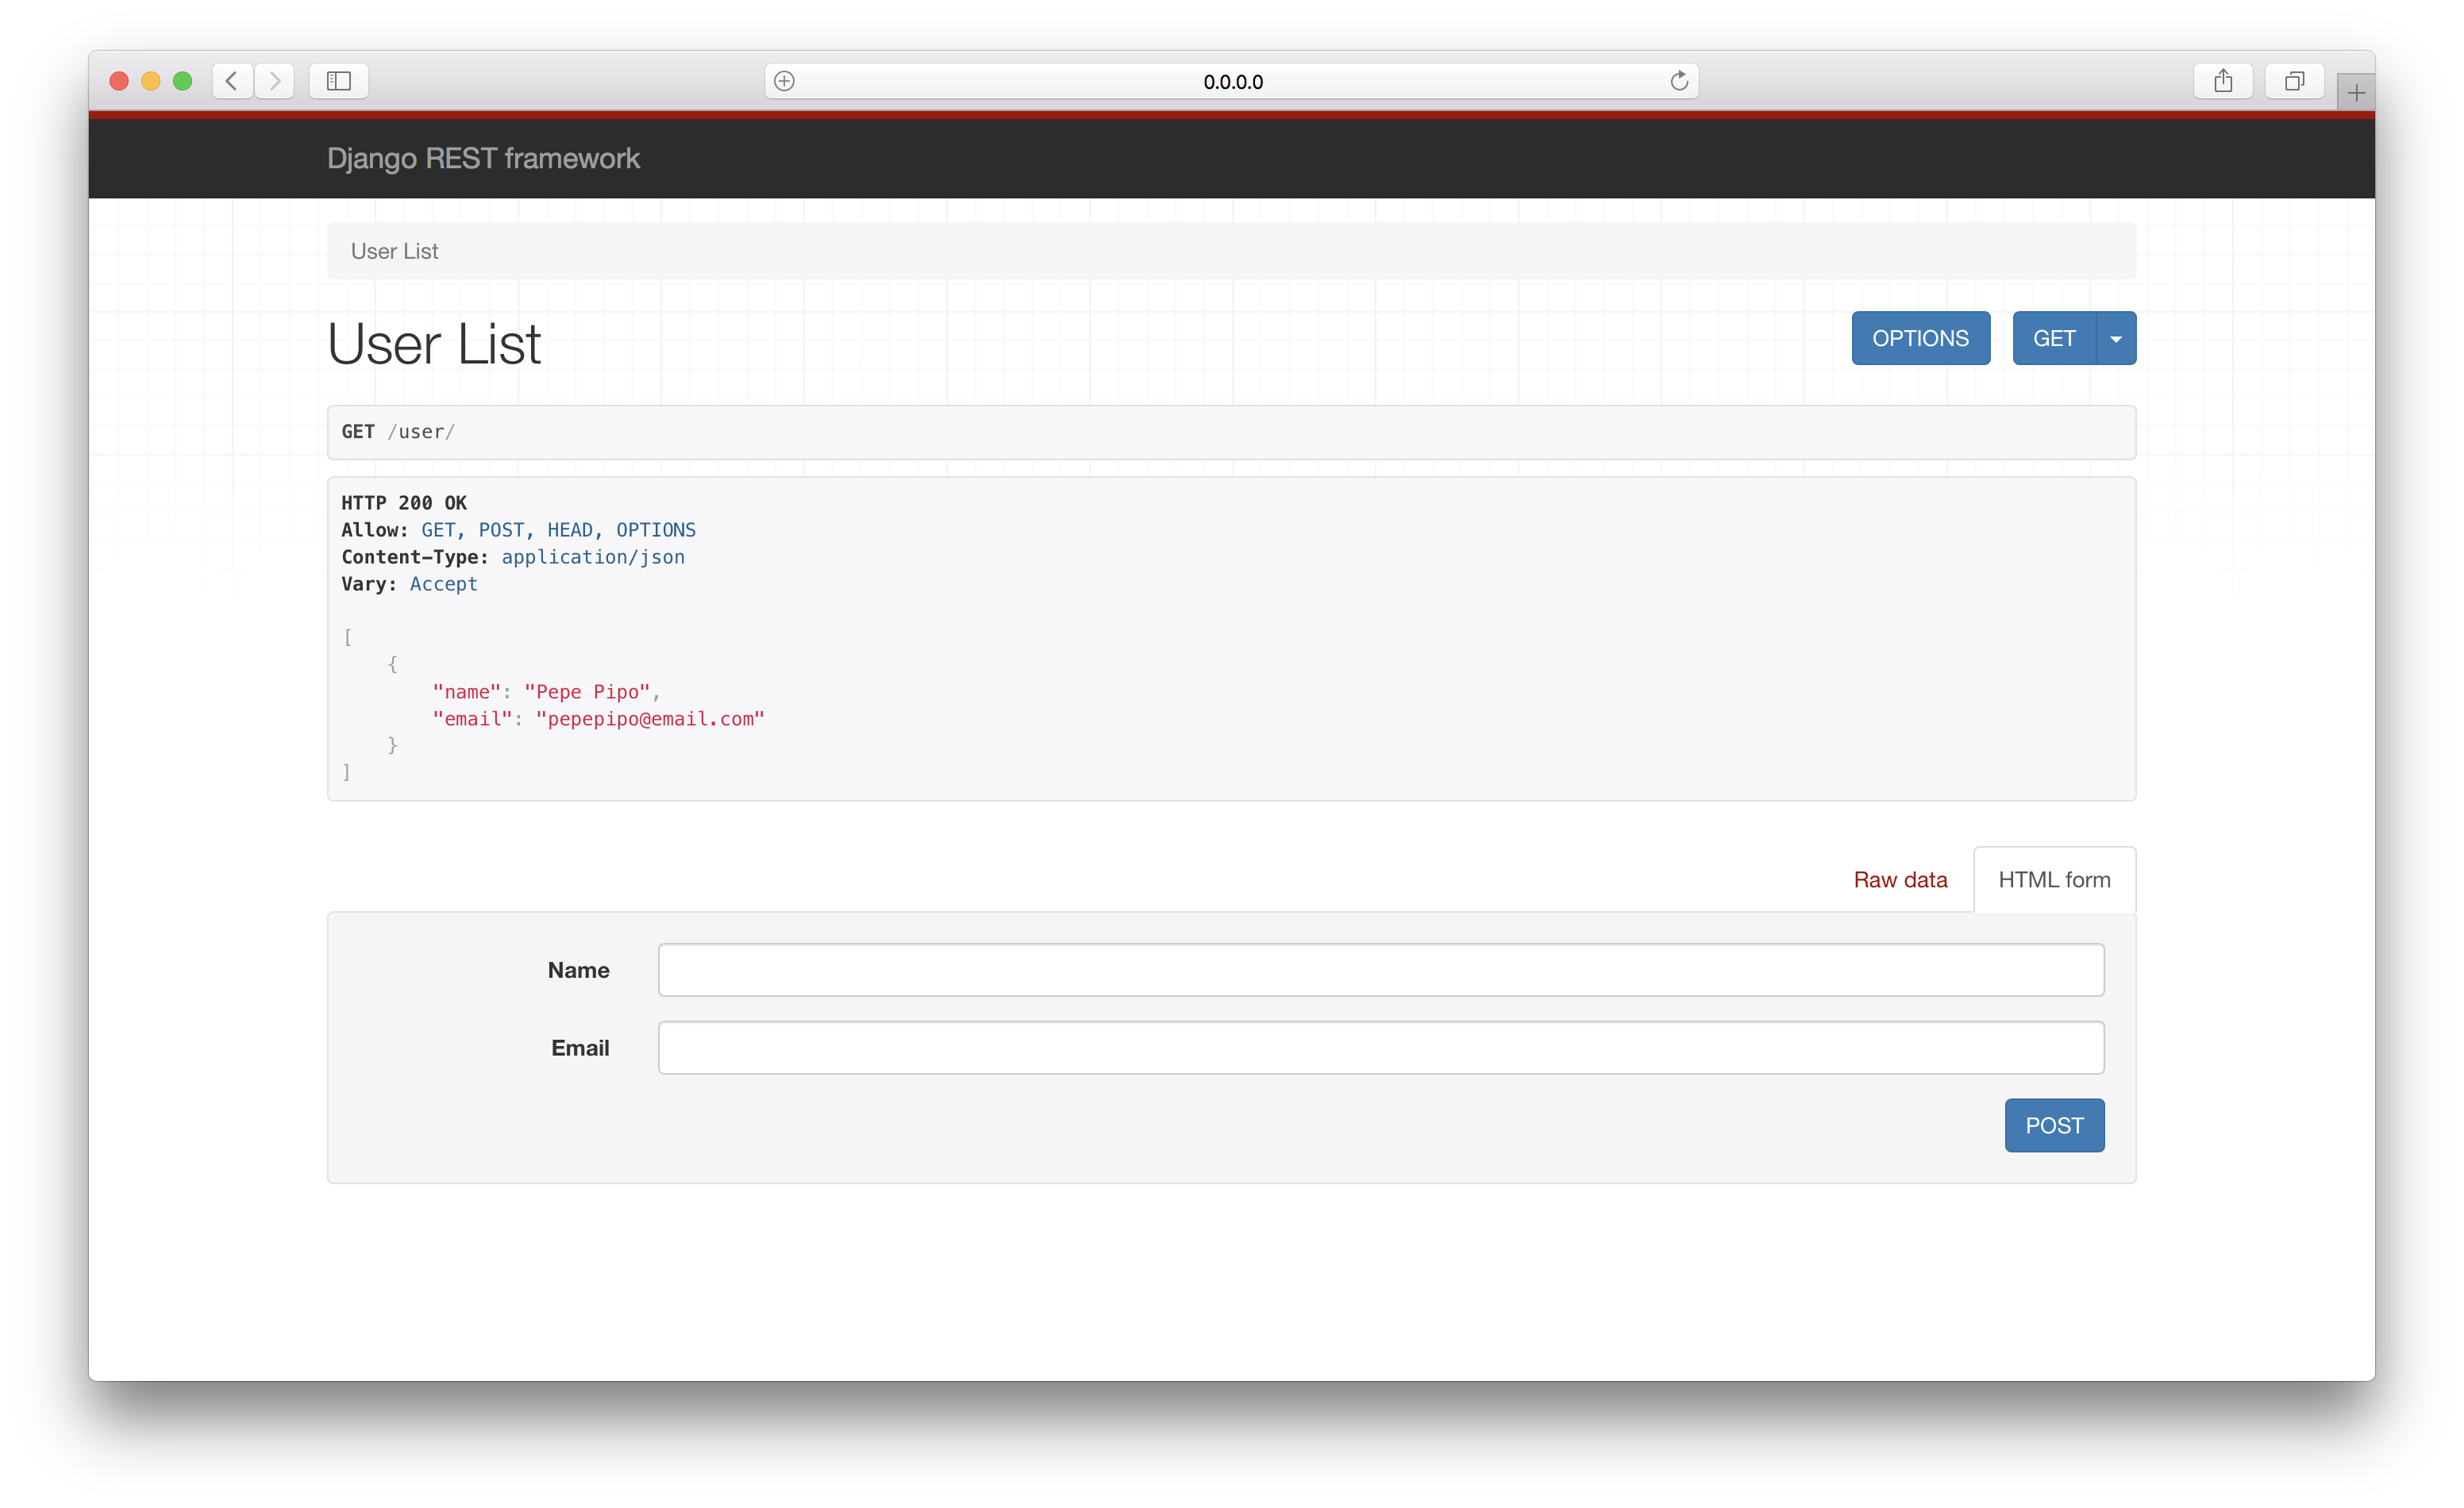 0.0.0.0
Django REST framework
User List
User List
OPTIONS
GET
GET /user/
HTTP 200 OK
Allow: GET, POST, HEAD, OPTIONS
Content-Type: application/json
Vary: Accept
[
    {
        "name": "Pepe Pipo",
        "email": "pepepipo@email.com"
    }
]
Raw data
HTML form
Name
Email
POST